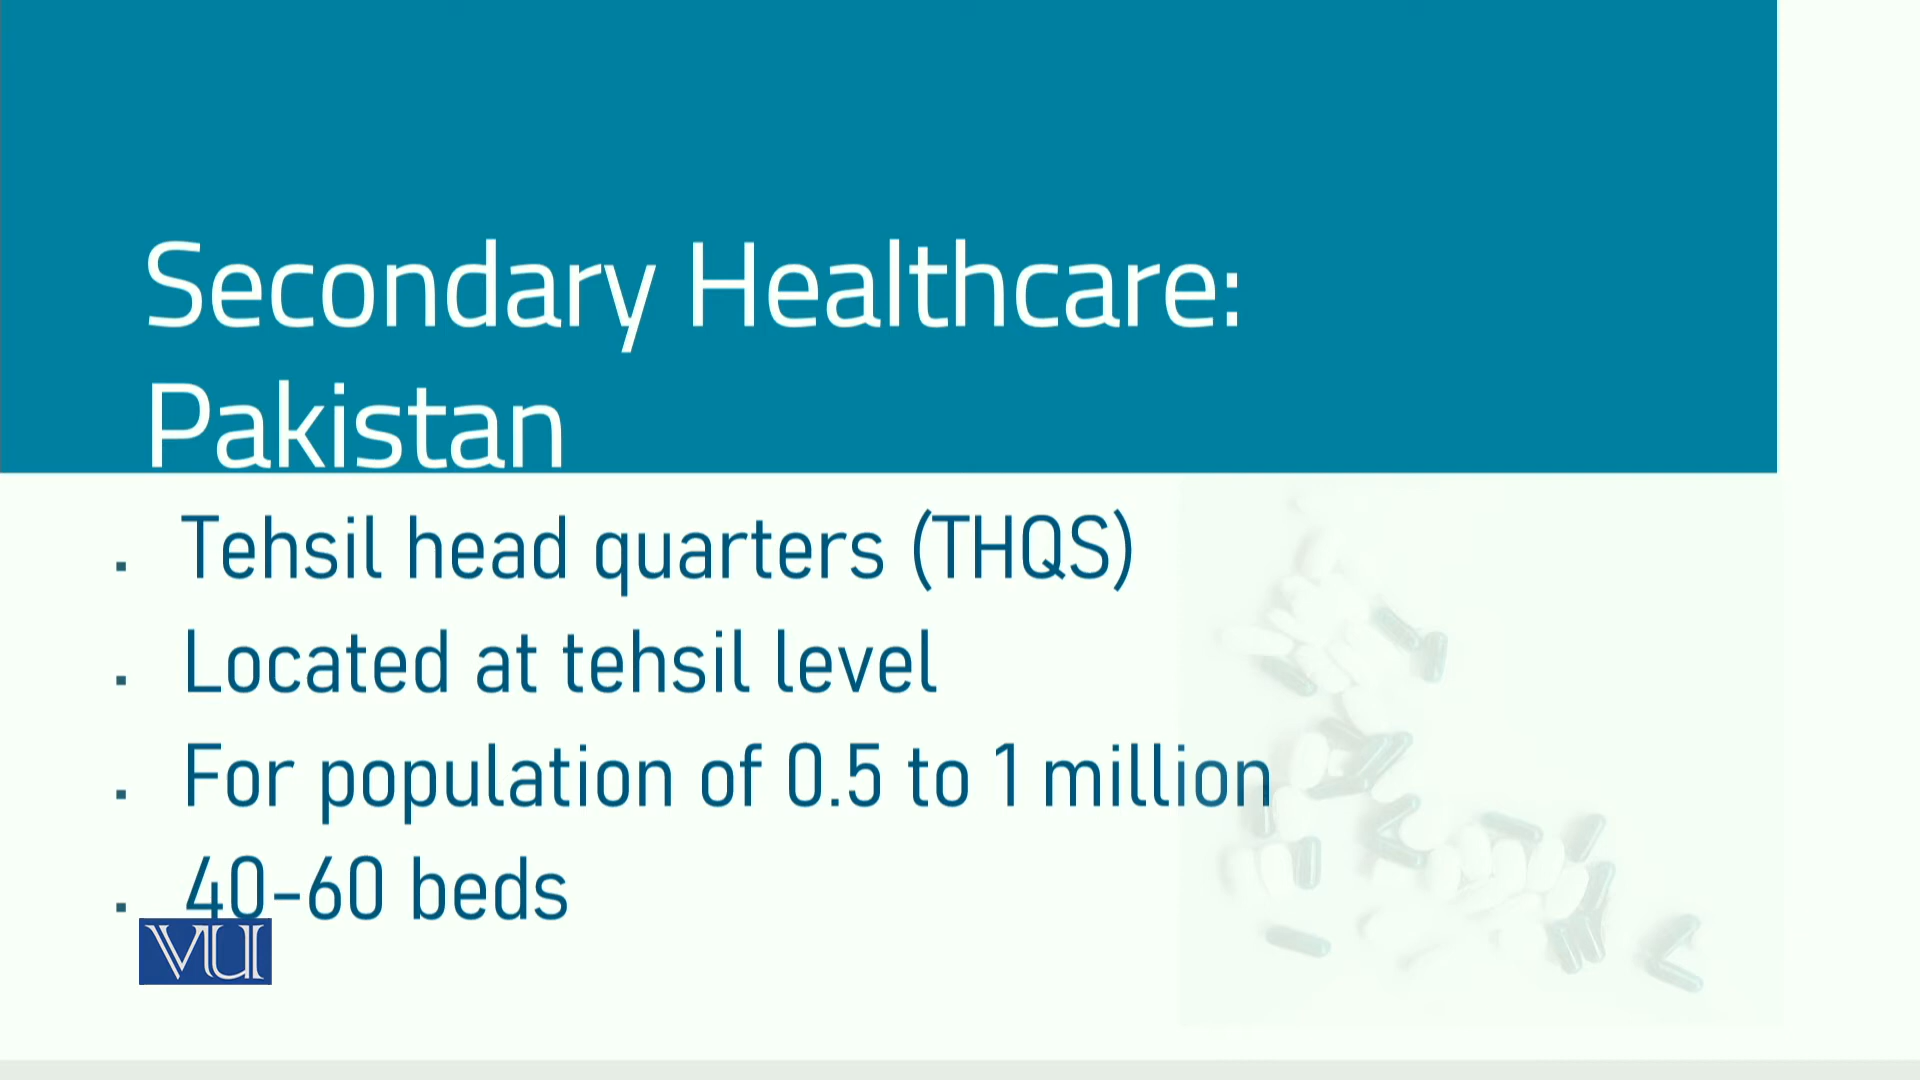 Secondary Healthcare:
Pakistan
▪ Tehsil head quarters (THQS)
▪ Located at tehsil level
▪ For population of 0.5 to 1 million
▪ 40-60 beds
VU